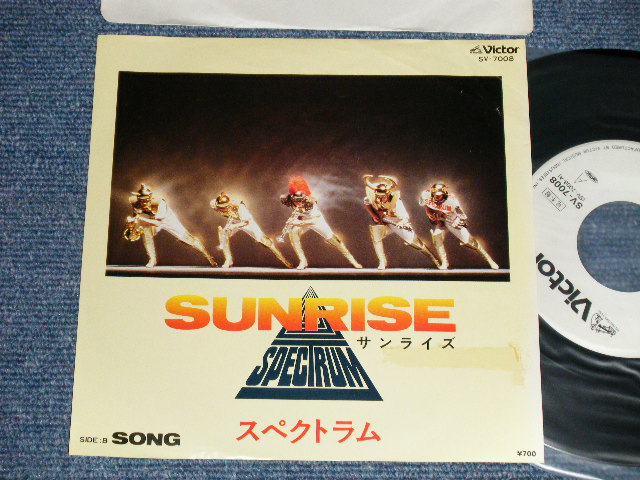 Victor
SV-7008
SUNRISE
サンライズ
SPECTRUM
スペクトラム
SIDE:B SONG
¥700
SV-7008
Victor